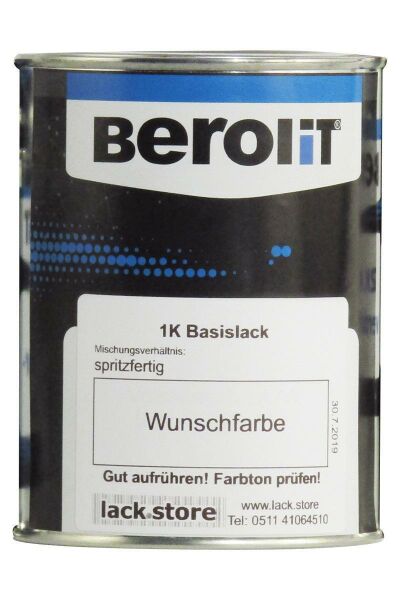 BeroliT®
1K Basislack
Mischungsverhältnis:
spritzfertig
Wunschfarbe
30.7.2019
Gut aufrühren! Farbton prüfen!
lack.store
www.lack.store
Tel: 0511 41064510